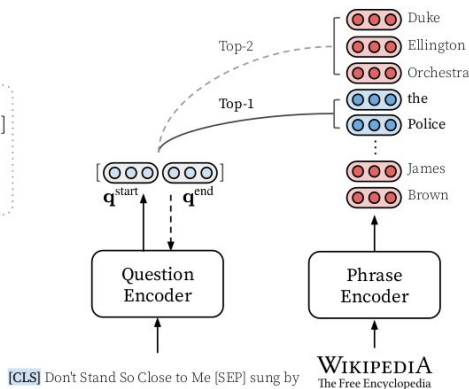 Duke
Ellington
Orchestra
the
Police
James
Brown
Top-2
Top-1
]
[ ]
q^start q^end
Question
Encoder
Phrase
Encoder
[CLS] Don't Stand So Close to Me [SEP] sung by
WIKIPEDIA
The Free Encyclopedia